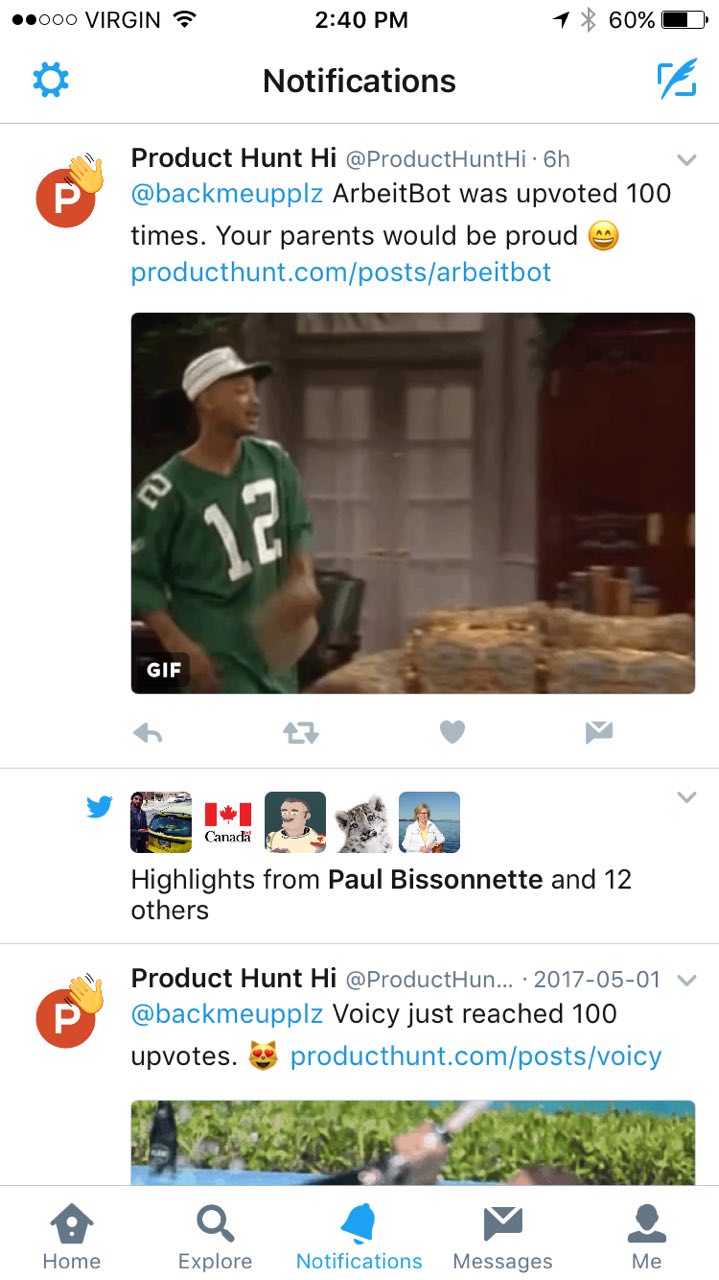 VIRGIN 2:40 PM 60%
Notifications
Product Hunt Hi @ProductHuntHi · 6h
@backmeupplz ArbeitBot was upvoted 100
times. Your parents would be proud 😄
producthunt.com/posts/arbeitbot
P
12
12
GIF
Canada
Highlights from Paul Bissonnette and 12
others
Product Hunt Hi @ProductHun... · 2017-05-01
@backmeupplz Voicy just reached 100
upvotes. 😻 producthunt.com/posts/voicy
P
Home Explore Notifications Messages Me